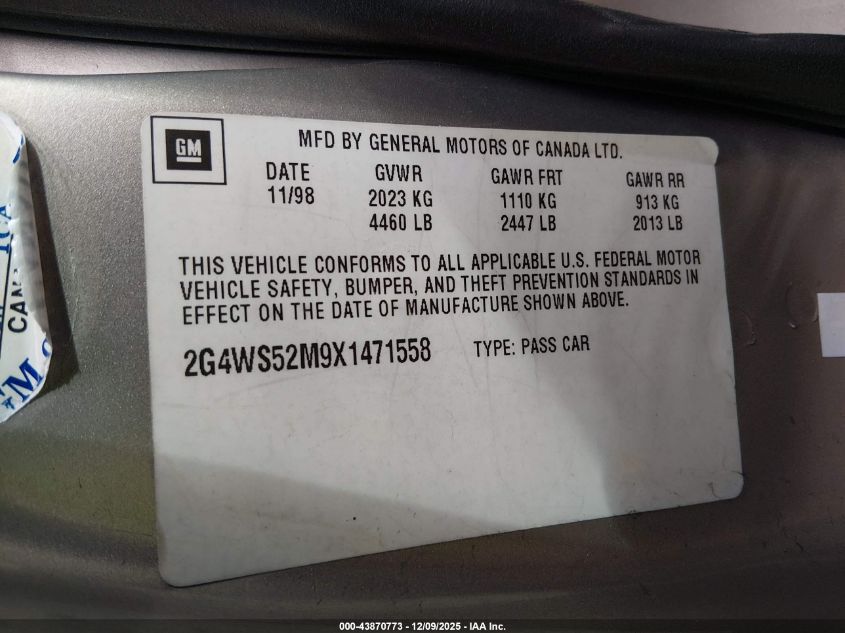 GM
MFD BY GENERAL MOTORS OF CANADA LTD.
DATE GVWR GAWR FRT GAWR RR
11/98 2023 KG 1110 KG 913 KG
4460 LB 2447 LB 2013 LB
THIS VEHICLE CONFORMS TO ALL APPLICABLE U.S. FEDERAL MOTOR
VEHICLE SAFETY, BUMPER, AND THEFT PREVENTION STANDARDS IN
EFFECT ON THE DATE OF MANUFACTURE SHOWN ABOVE.
2G4WS52M9X1471558 TYPE: PASS CAR
000-43870773 - 12/09/2025 - IAA Inc.